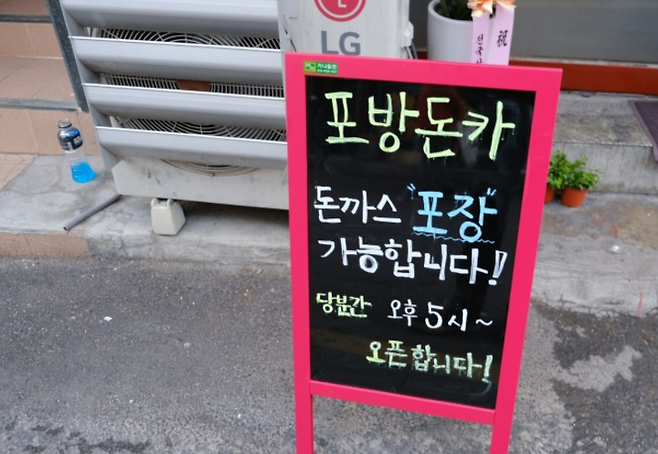 LG
祝
포방돈카
돈까스 "포장"
가능합니다!
당분간 오후 5시~
오픈합니다!